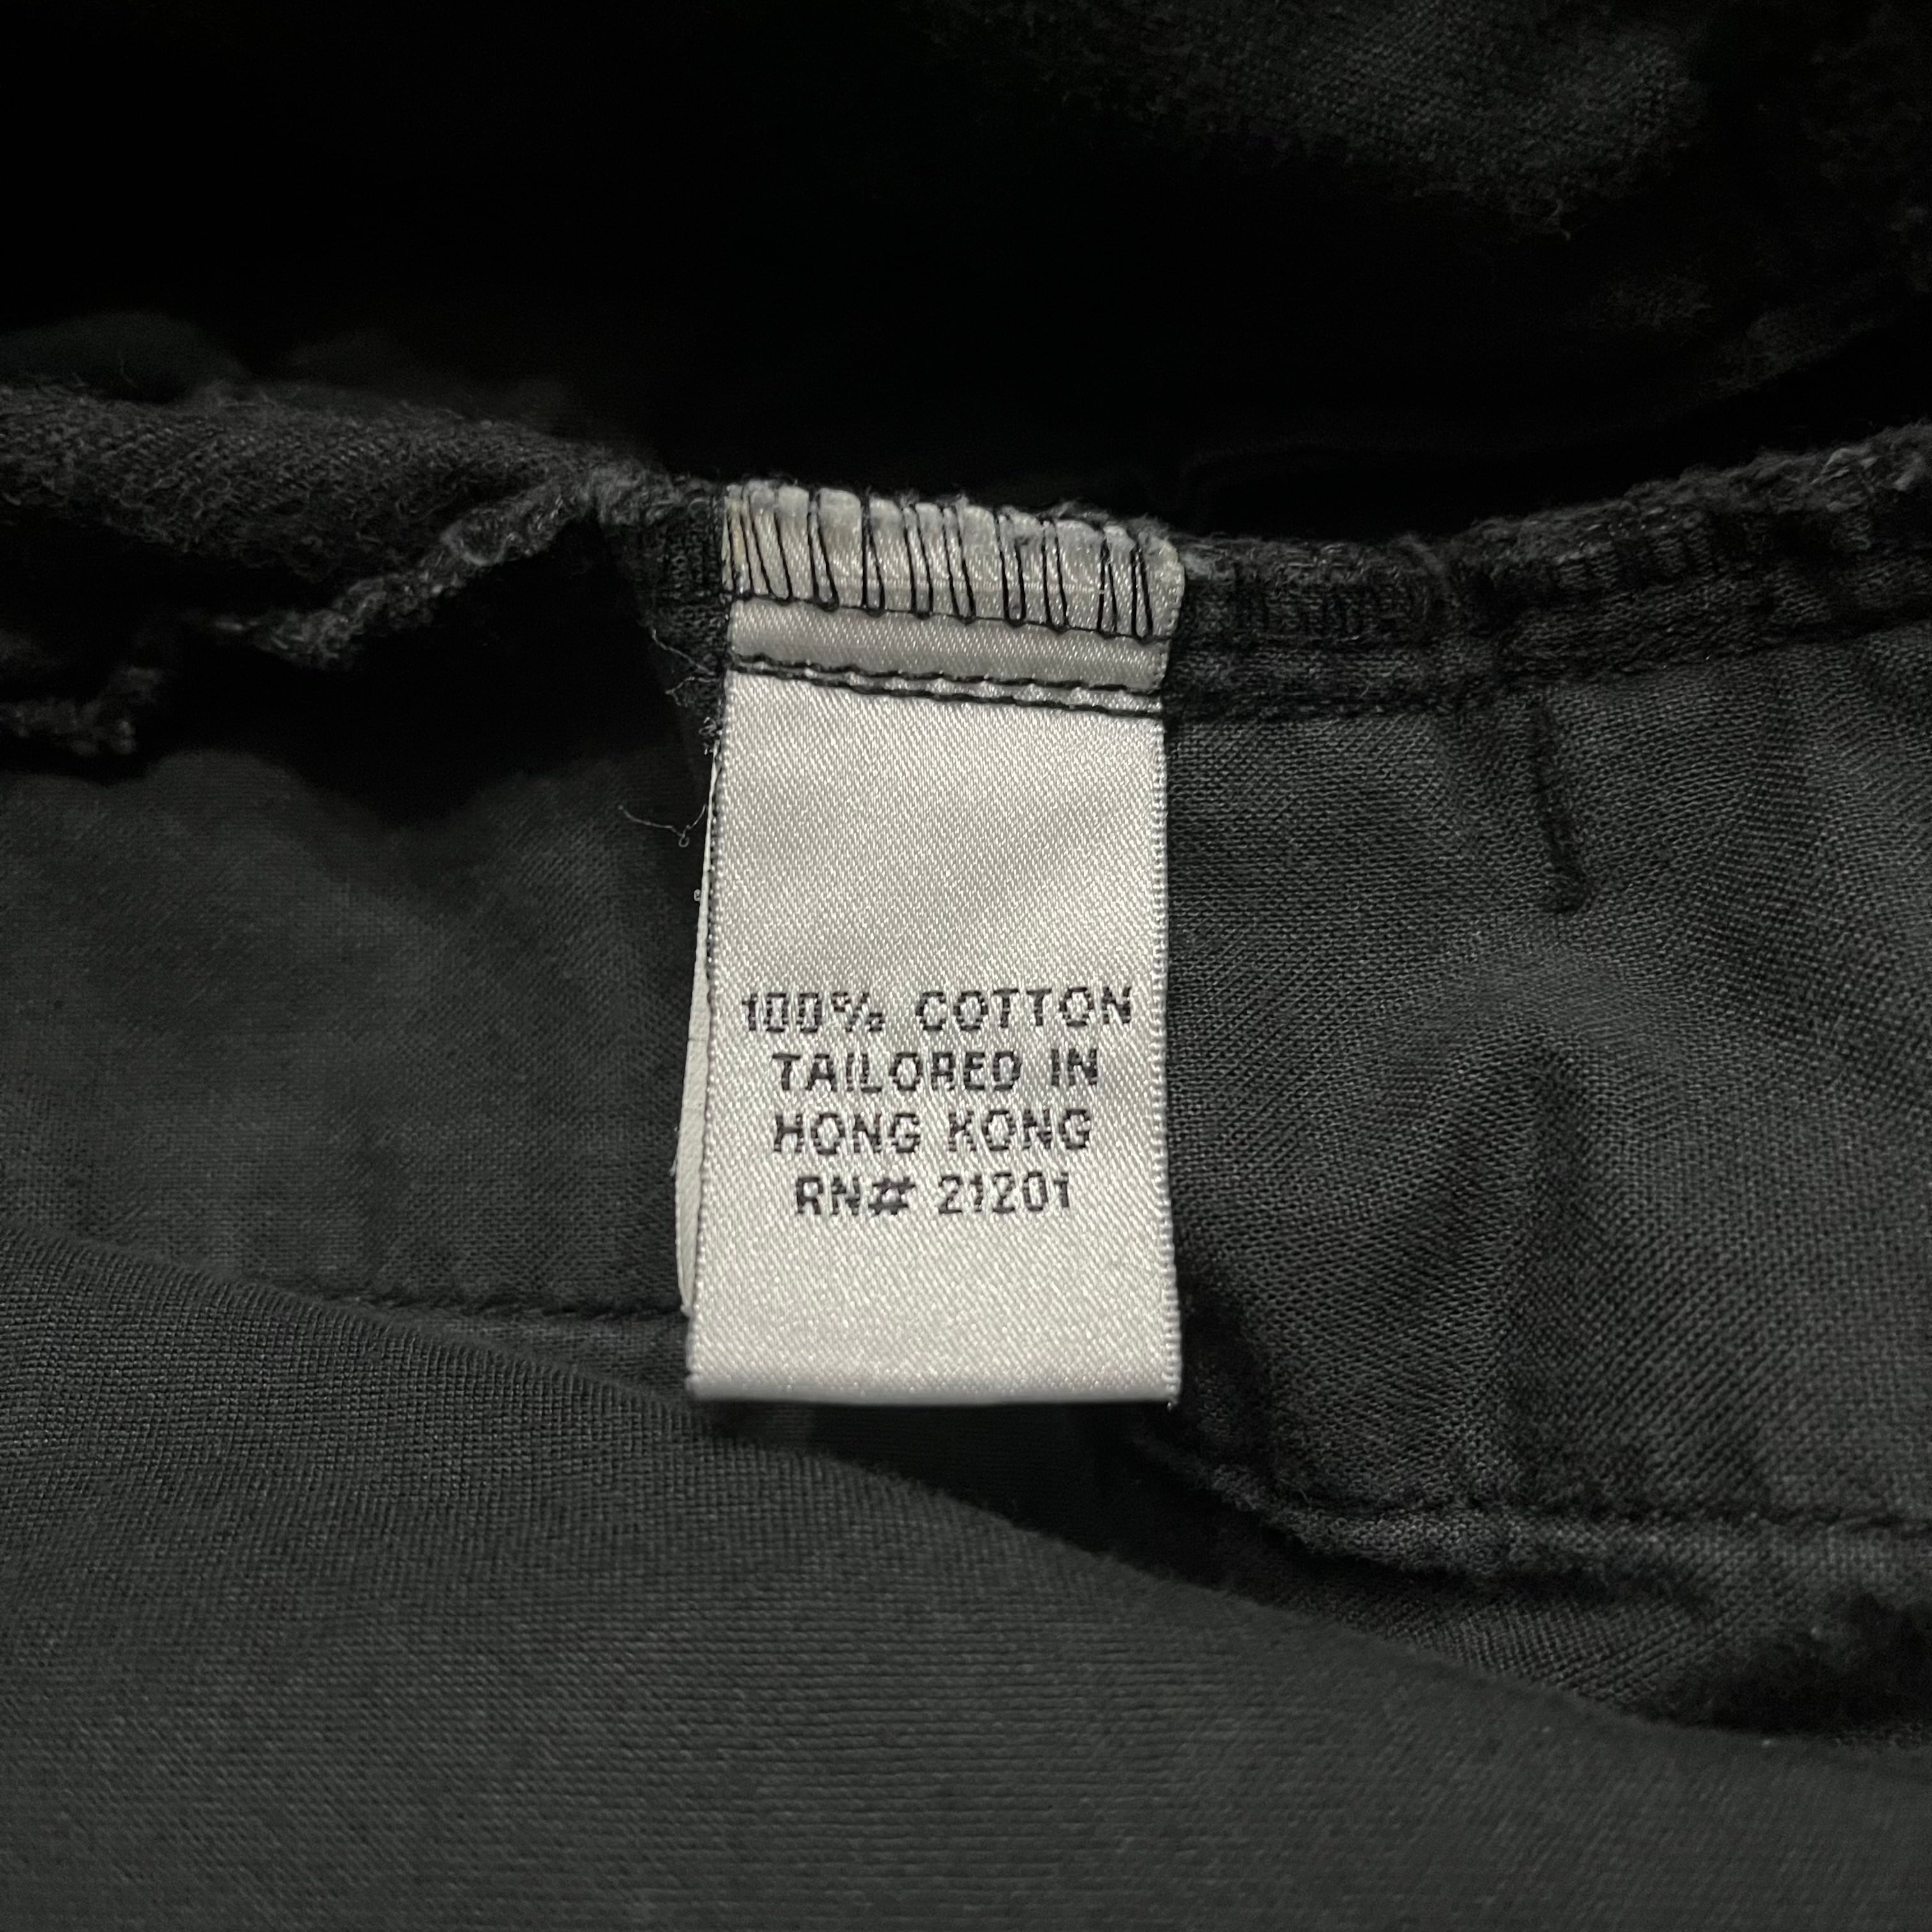 100% COTTON
TAILORED IN
HONG KONG
RN# 21201